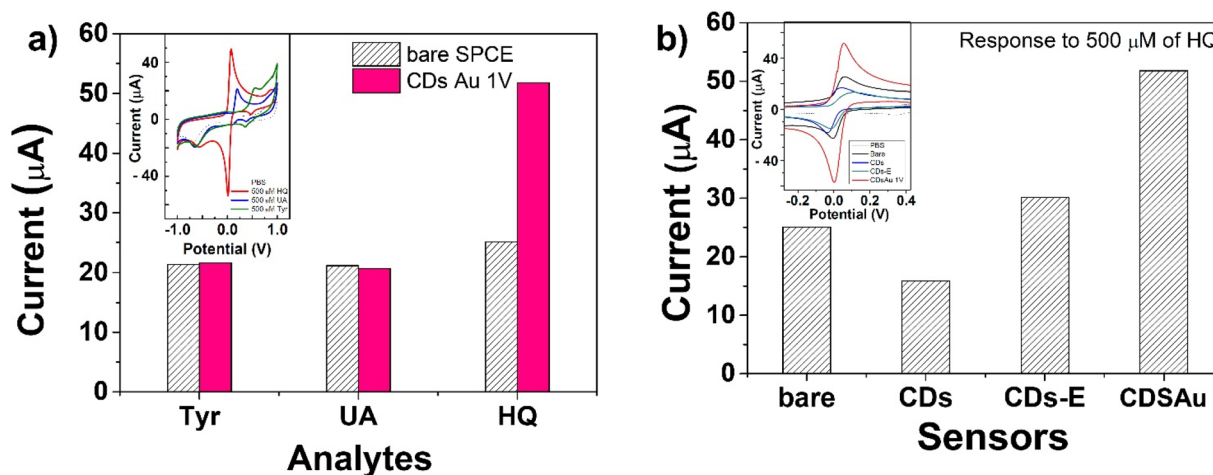 a)
bare SPCE
CDs Au 1V
Current (μA)
60
50
40
30
20
10
0
Tyr
UA
HQ
Analytes
Current (μA)
40
0
- 40
PBS
500 uM HQ
500 uM UA
500 uM Tyr
-1.0
0.0
1.0
Potential (V)
b)
Response to 500 μM of HQ
Current (μA)
60
50
40
30
20
10
0
bare
CDs
CDs-E
CDSAu
Sensors
Current (μA)
40
0
- 40
PBS
Bare
CDs
CDs-E
CDsAu 1V
-0.2
0.0
0.2
0.4
Potential (V)